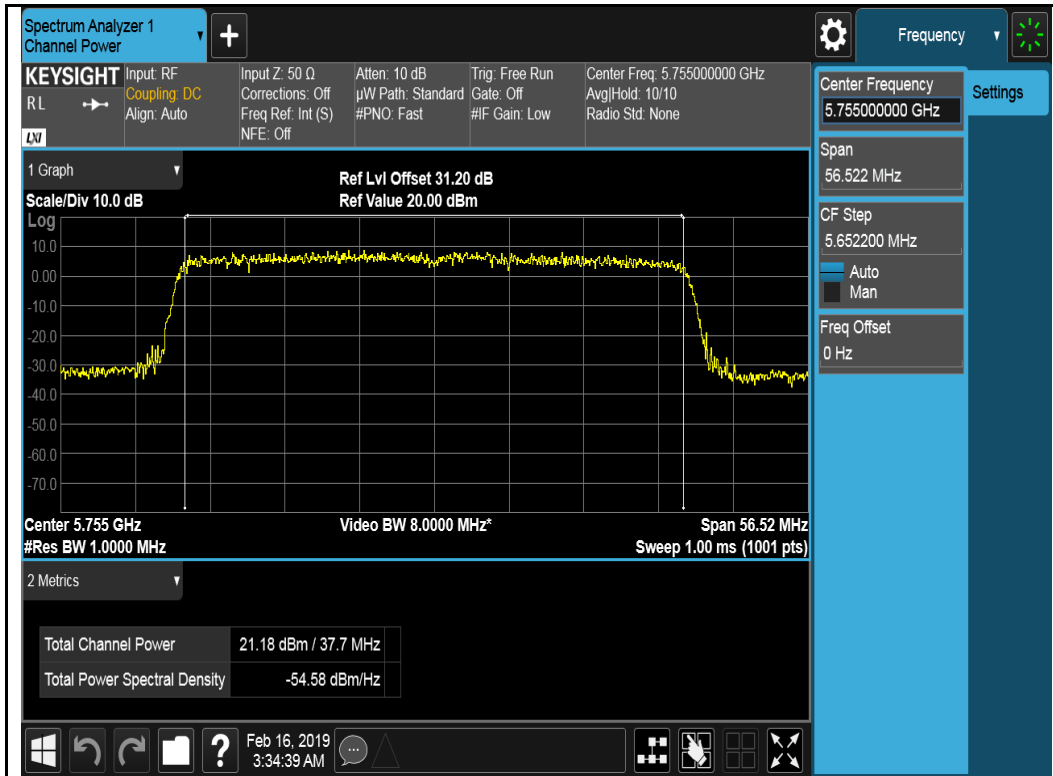 Spectrum Analyzer 1
Channel Power
+
Frequency
KEYSIGHT
R L
LXI
Input: RF
Coupling: DC
Align: Auto
Input Z: 50 Ω
Corrections: Off
Freq Ref: Int (S)
NFE: Off
Atten: 10 dB
µW Path: Standard
#PNO: Fast
Trig: Free Run
Gate: Off
#IF Gain: Low
Center Freq: 5.755000000 GHz
Avg|Hold: 10/10
Radio Std: None
Center Frequency
5.755000000 GHz
Settings
Span
56.522 MHz
CF Step
5.652200 MHz
Auto
Man
Freq Offset
0 Hz
1 Graph
Ref Lvl Offset 31.20 dB
Scale/Div 10.0 dB
Ref Value 20.00 dBm
Log
10.0
0.00
-10.0
-20.0
-30.0
-40.0
-50.0
-60.0
-70.0
Center 5.755 GHz
Video BW 8.0000 MHz*
Span 56.52 MHz
#Res BW 1.0000 MHz
Sweep 1.00 ms (1001 pts)
2 Metrics
Total Channel Power
21.18 dBm / 37.7 MHz
Total Power Spectral Density
-54.58 dBm/Hz
?
Feb 16, 2019
3:34:39 AM